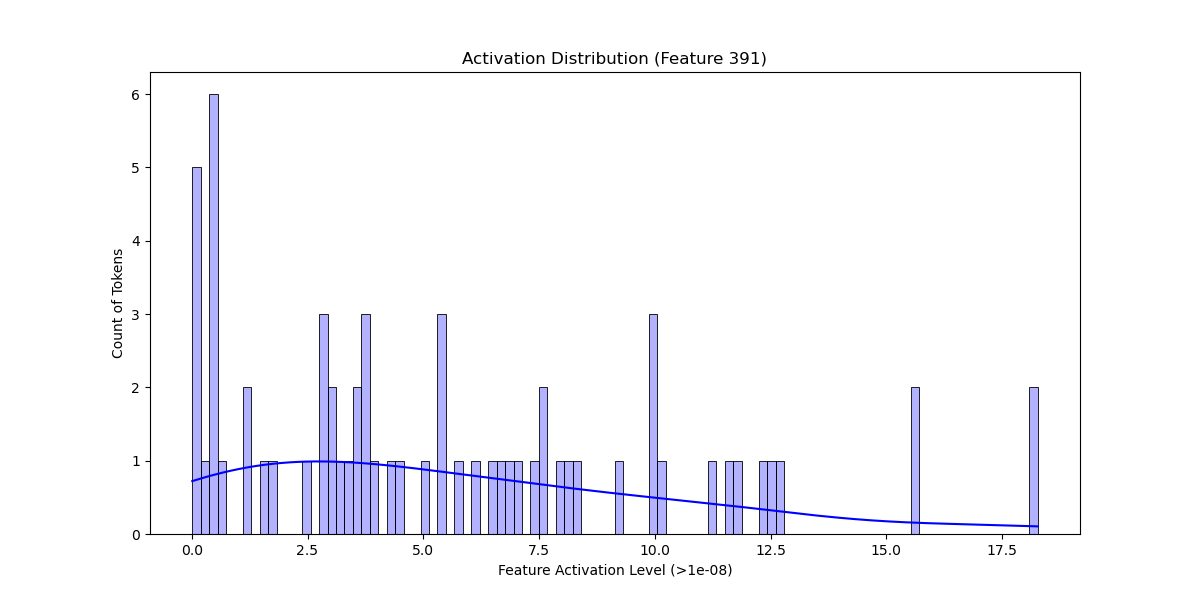 Activation Distribution (Feature 391)
6
5
4
3
2
1
0
Count of Tokens
0.0 2.5 5.0 7.5 10.0 12.5 15.0 17.5
Feature Activation Level (>1e-08)